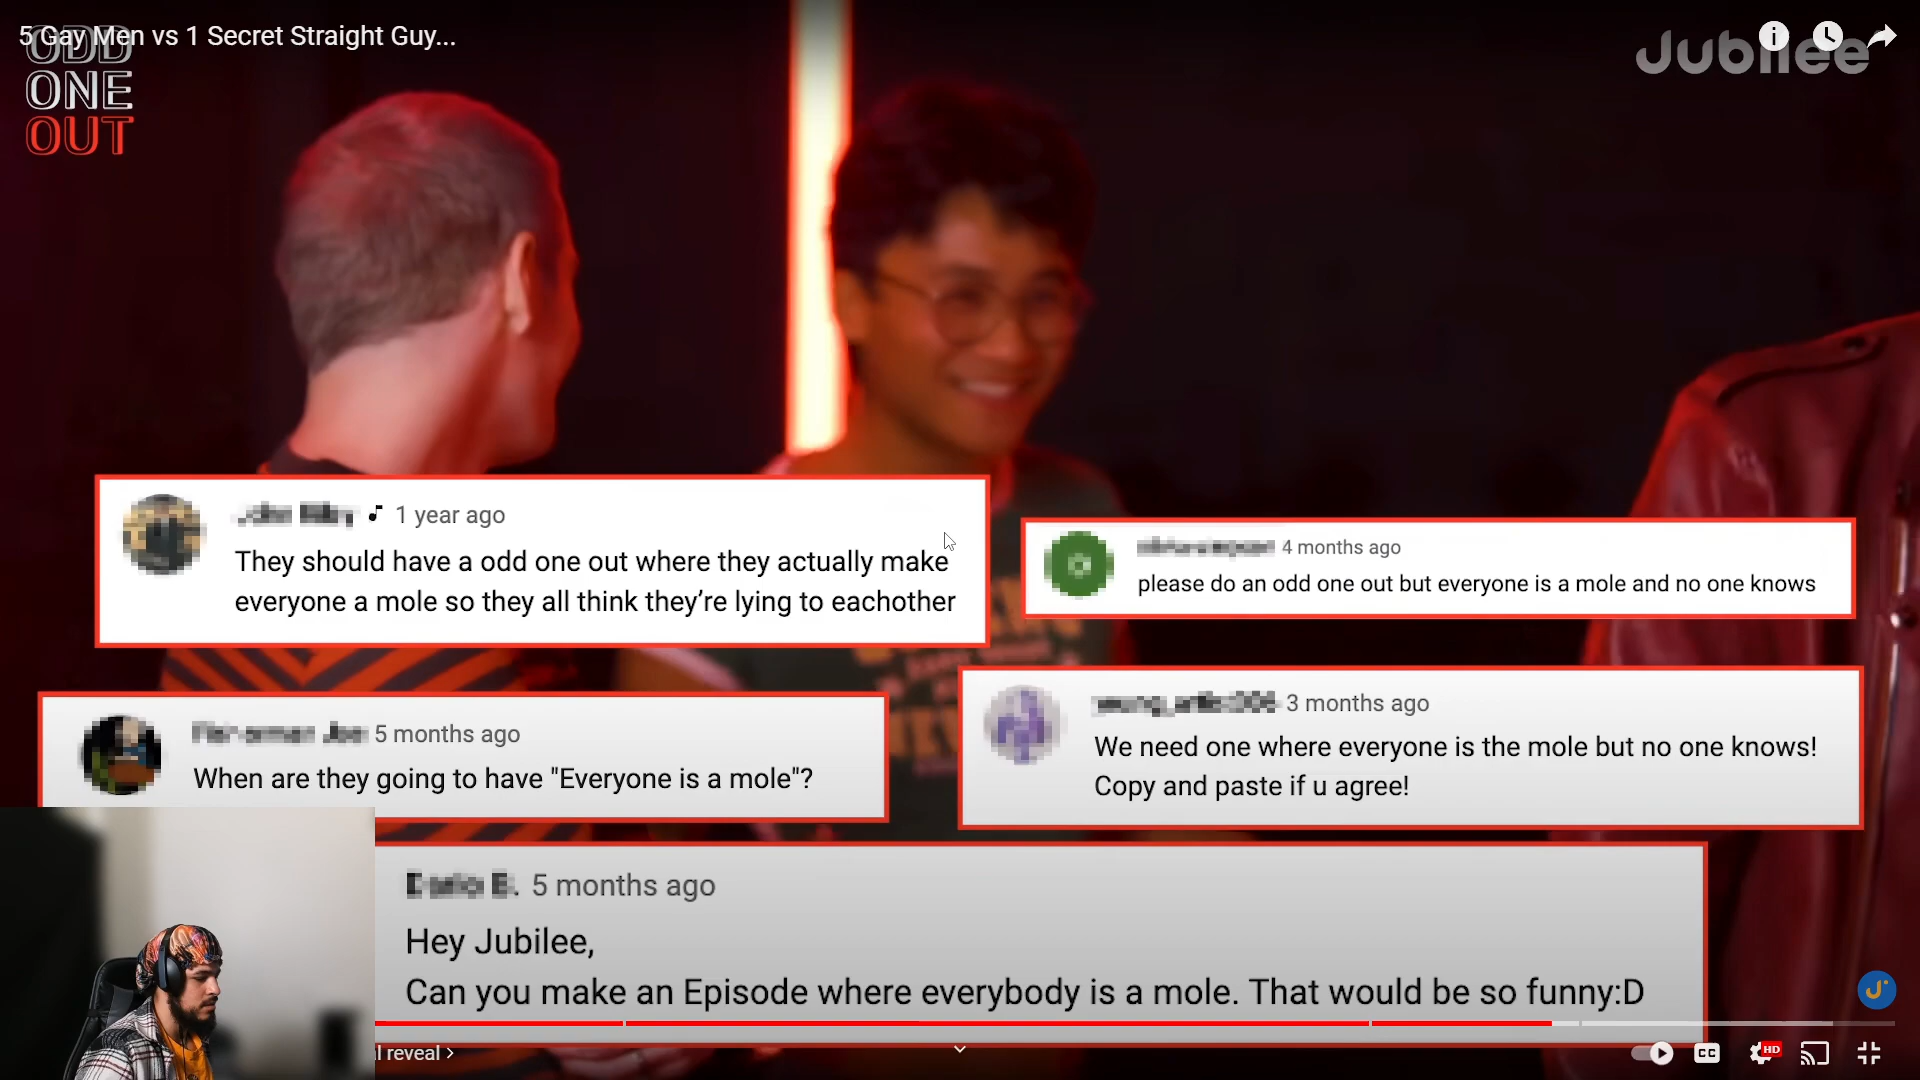 5 Gay Men vs 1 Secret Straight Guy...
ODD
ONE
OUT
Jubilee
1 year ago
They should have a odd one out where they actually make
everyone a mole so they all think they’re lying to eachother
4 months ago
please do an odd one out but everyone is a mole and no one knows
5 months ago
When are they going to have "Everyone is a mole"?
3 months ago
We need one where everyone is the mole but no one knows!
Copy and paste if u agree!
5 months ago
Hey Jubilee,
Can you make an Episode where everybody is a mole. That would be so funny:D
l reveal
CC
HD